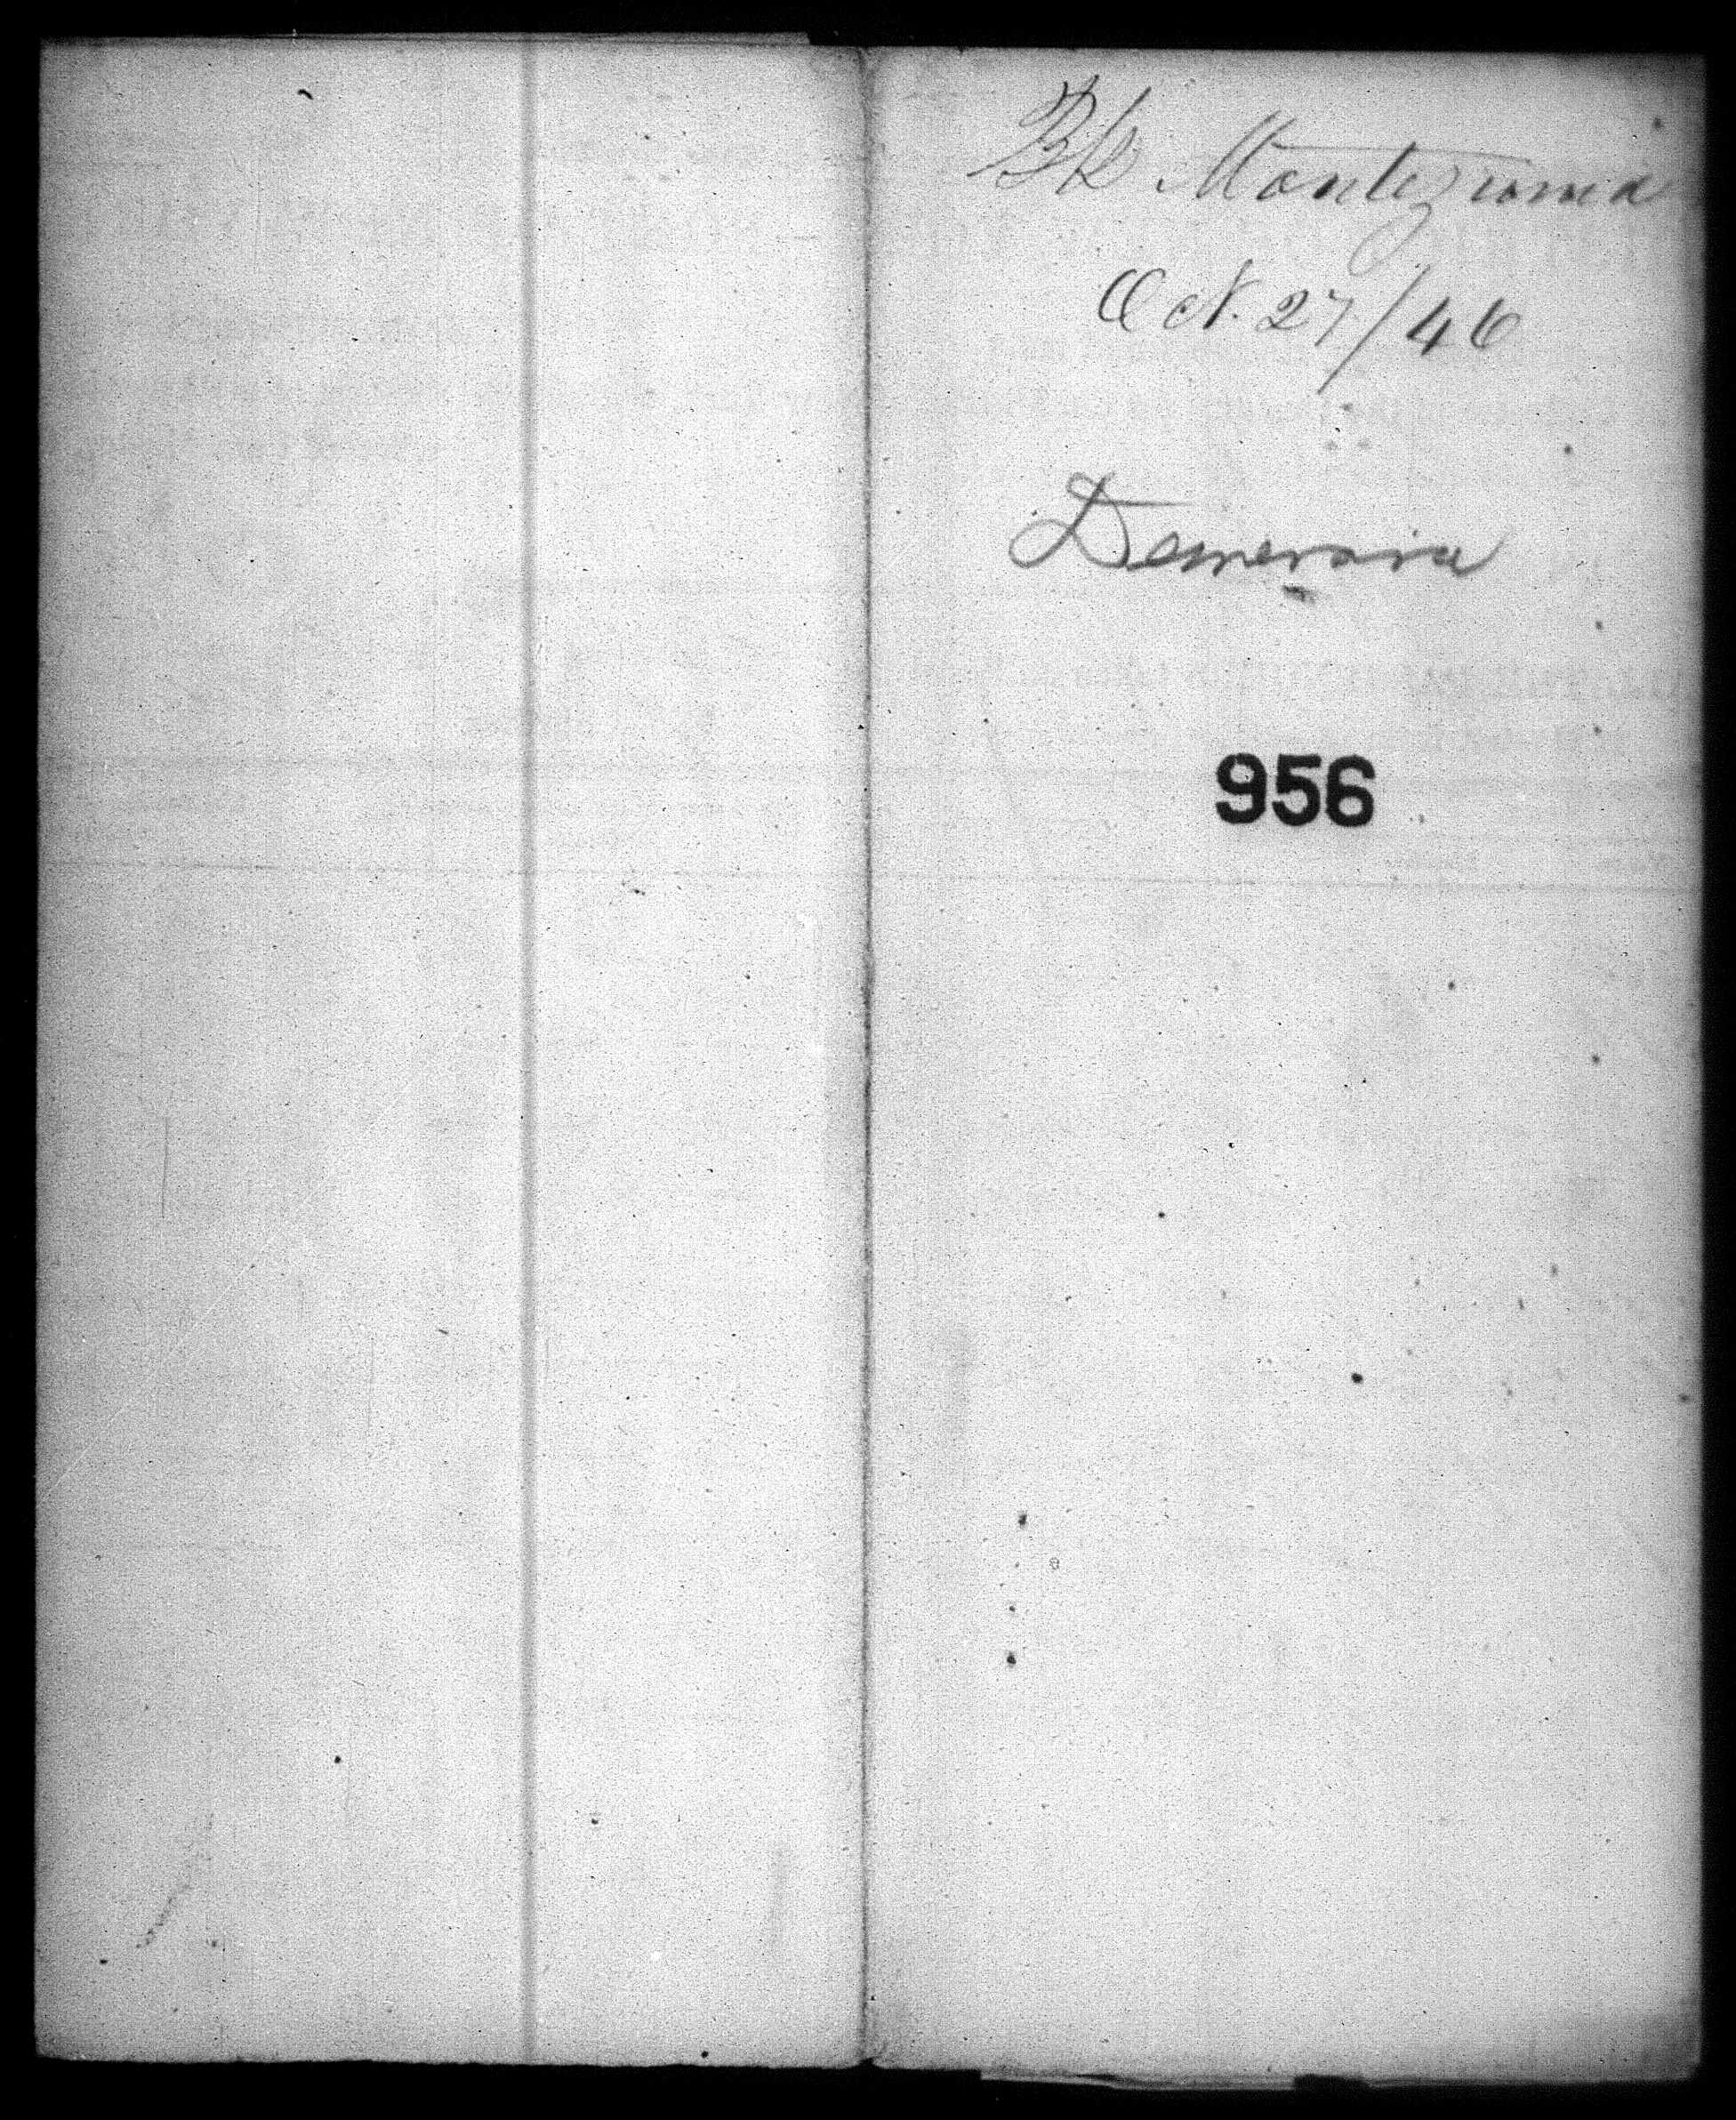 Bk Montezuma
Oct. 27/46
Demerara
956